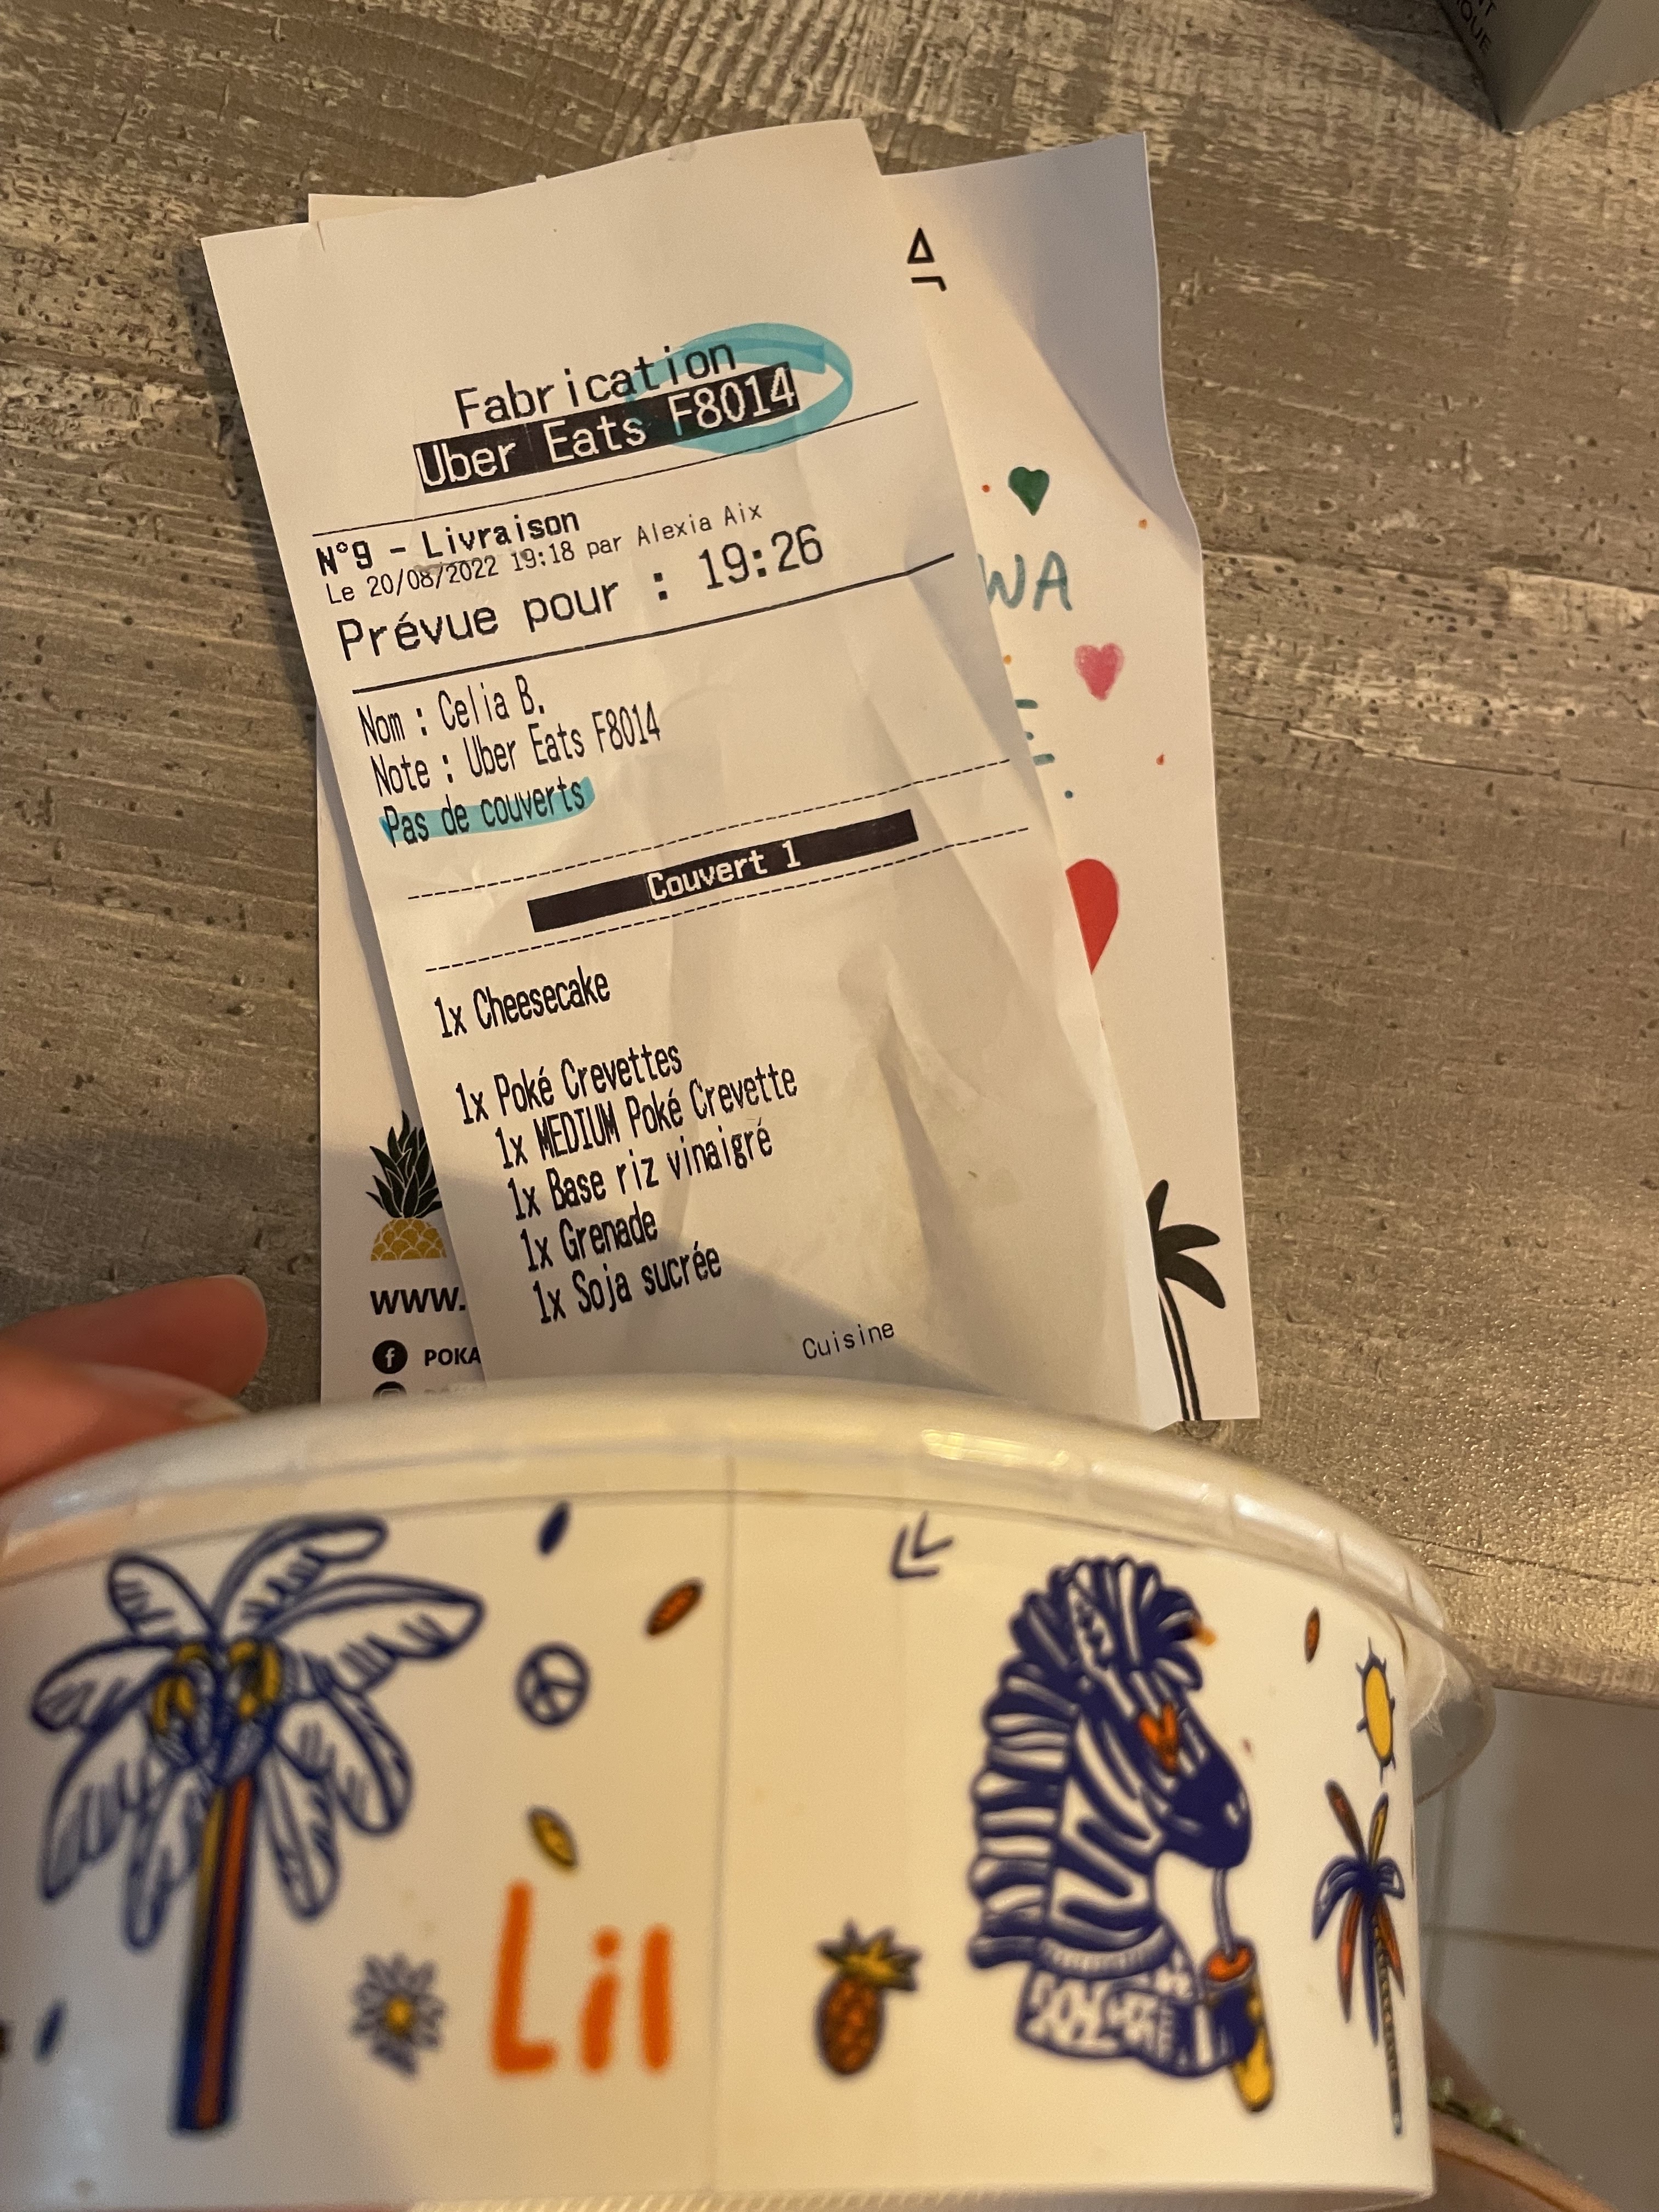 Fabrication
Uber Eats F8014
N°9 - Livraison
Le 20/08/2022 19:18 par Alexia Aix
Prévue pour : 19:26
Nom : Celia B.
Note : Uber Eats F8014
Pas de couverts
Couvert 1
1x Cheesecake
1x Poké Crevettes
1x MEDIUM Poké Crevette
1x Base riz vinaigré
1x Grenade
1x Soja sucrée
Cuisine
WA
E
WWW.
POKA
Lil